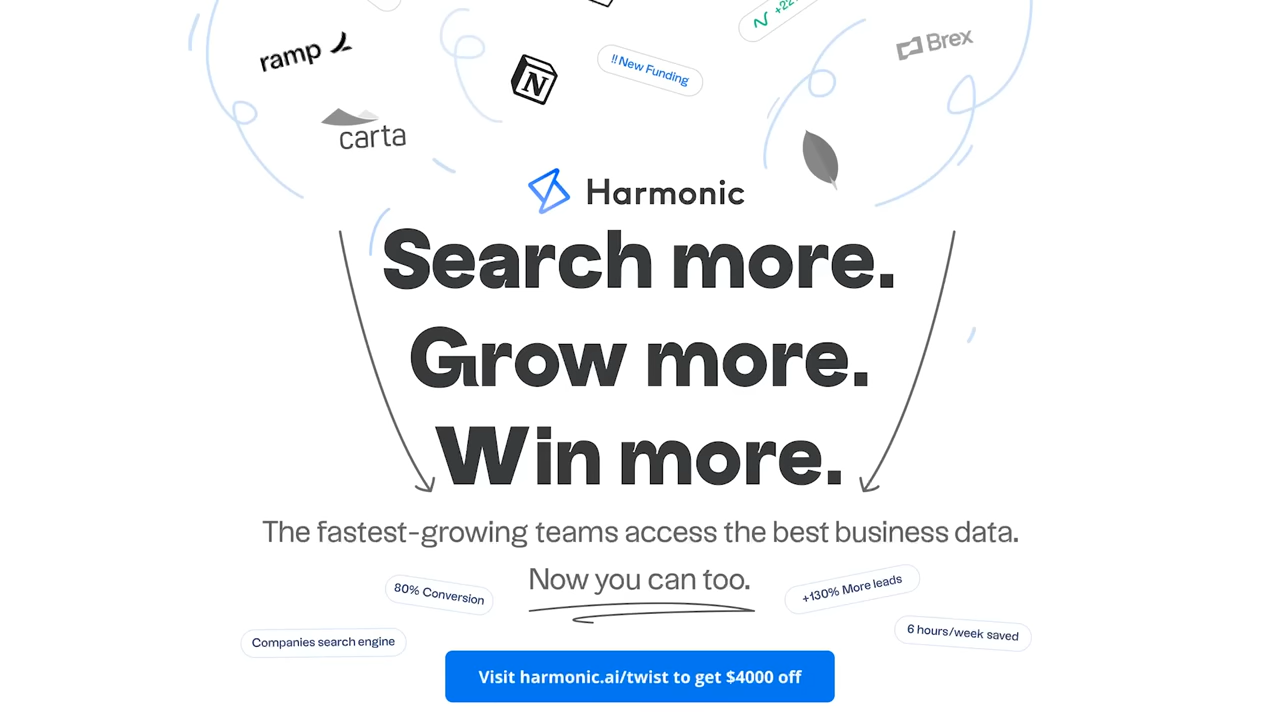 +22
ramp
Brex
!! New Funding
N
carta
Harmonic
Search more.
Grow more.
Win more.
The fastest-growing teams access the best business data.
Now you can too.
80% Conversion
+130% More leads
Companies search engine
6 hours/week saved
Visit harmonic.ai/twist to get $4000 off